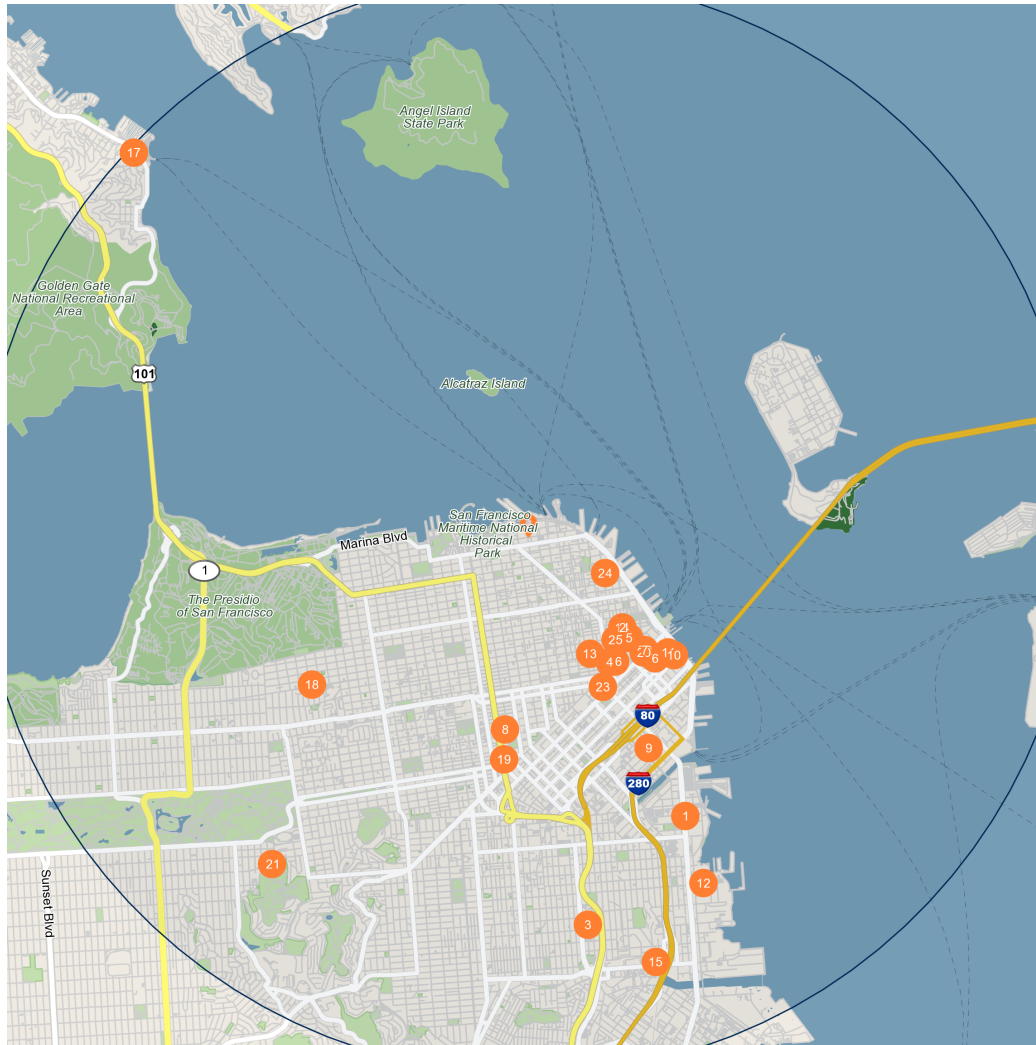 Angel Island
State Park
17
Golden Gate
National Recreational
Area
101
Alcatraz Island
San Francisco
Maritime National
Historical
Park
Marina Blvd
1
24
The Presidio
of San Francisco
25
13
10
6
4
23
18
80
8
9
19
280
1
21
12
Sunset Blvd
3
15